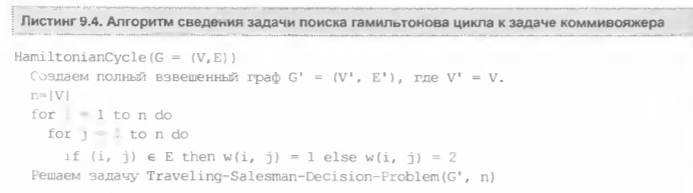 Листинг 9.4. Алгоритм сведения задачи поиска гамильтонова цикла к задаче коммивояжера
HamiltonianCycle(G = (V,E))
Создаем полный взвешенный граф G' = (V', E'), где V' = V.
n=|V|
for = 1 to n do
for j = to n do
if (i, j) ∈ E then w(i, j) = 1 else w(i, j) = 2
Решаем задачу Traveling-Salesman-Decision-Problem(G', n)